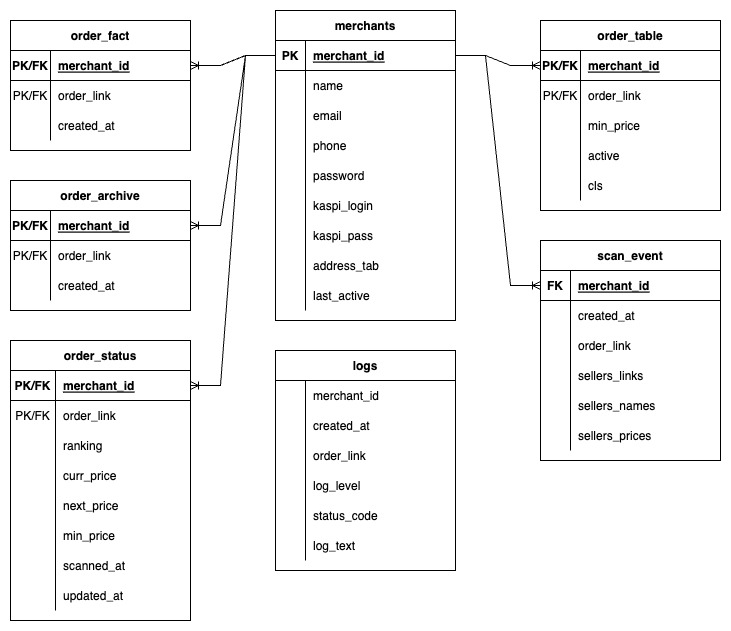 order_fact
PK/FK merchant_id
PK/FK order_link
created_at
order_archive
PK/FK merchant_id
PK/FK order_link
created_at
order_status
PK/FK merchant_id
PK/FK order_link
ranking
curr_price
next_price
min_price
scanned_at
updated_at
merchants
PK merchant_id
name
email
phone
password
kaspi_login
kaspi_pass
address_tab
last_active
logs
merchant_id
created_at
order_link
log_level
status_code
log_text
order_table
PK/FK merchant_id
PK/FK order_link
min_price
active
cls
scan_event
FK merchant_id
created_at
order_link
sellers_links
sellers_names
sellers_prices